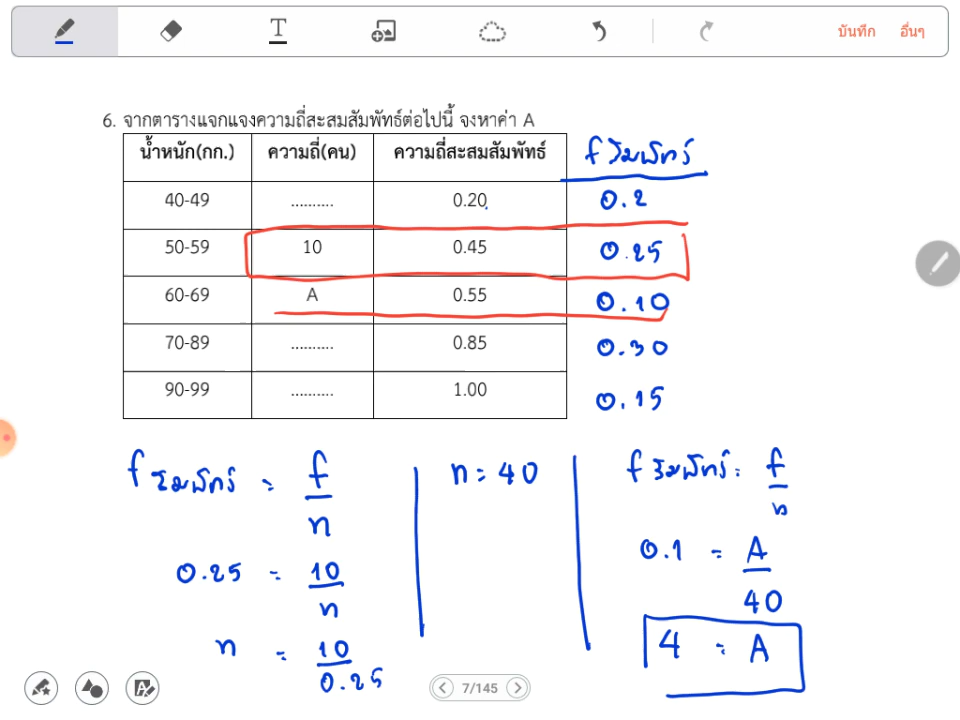 T บันทึก อื่นๆ
6. จากตารางแจกแจงความถี่สะสมสัมพัทธ์ต่อไปนี้ จงหาค่า A
น้ำหนัก(กก.) ความถี่(คน) ความถี่สะสมสัมพัทธ์ f สัมพัทธ์
40-49 .......... 0.20 0.2
50-59 10 0.45 0.25
60-69 A 0.55 0.10
70-89 .......... 0.85 0.30
90-99 .......... 1.00 0.15
f สัมพัทธ์ = f/n
0.25 = 10/n
n = 10/0.25
n = 40
f สัมพัทธ์ = f/n
0.1 = A/40
4 = A
7/145